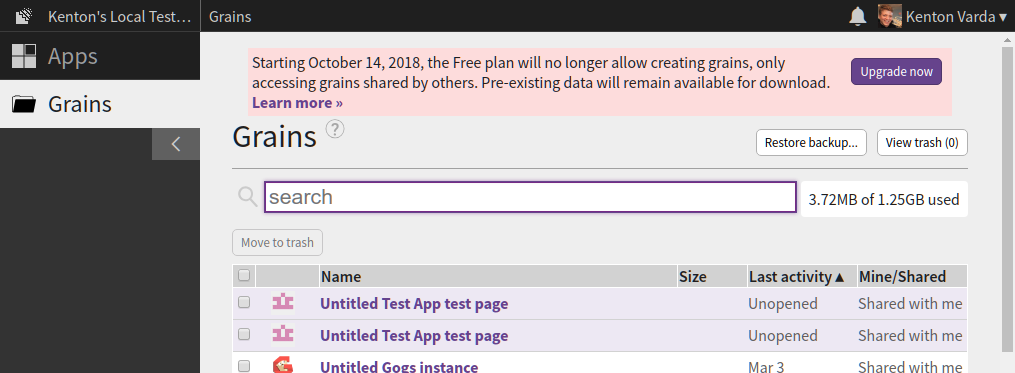 Kenton's Local Test…
Grains
Kenton Varda ▾
Apps
Grains
Starting October 14, 2018, the Free plan will no longer allow creating grains, only
accessing grains shared by others. Pre-existing data will remain available for download.
Learn more »
Upgrade now
Grains ?
Restore backup...
View trash (0)
search
3.72MB of 1.25GB used
Move to trash
Name Size Last activity▲ Mine/Shared
Untitled Test App test page Unopened Shared with me
Untitled Test App test page Unopened Shared with me
Untitled Gogs instance Mar 3 Shared with me